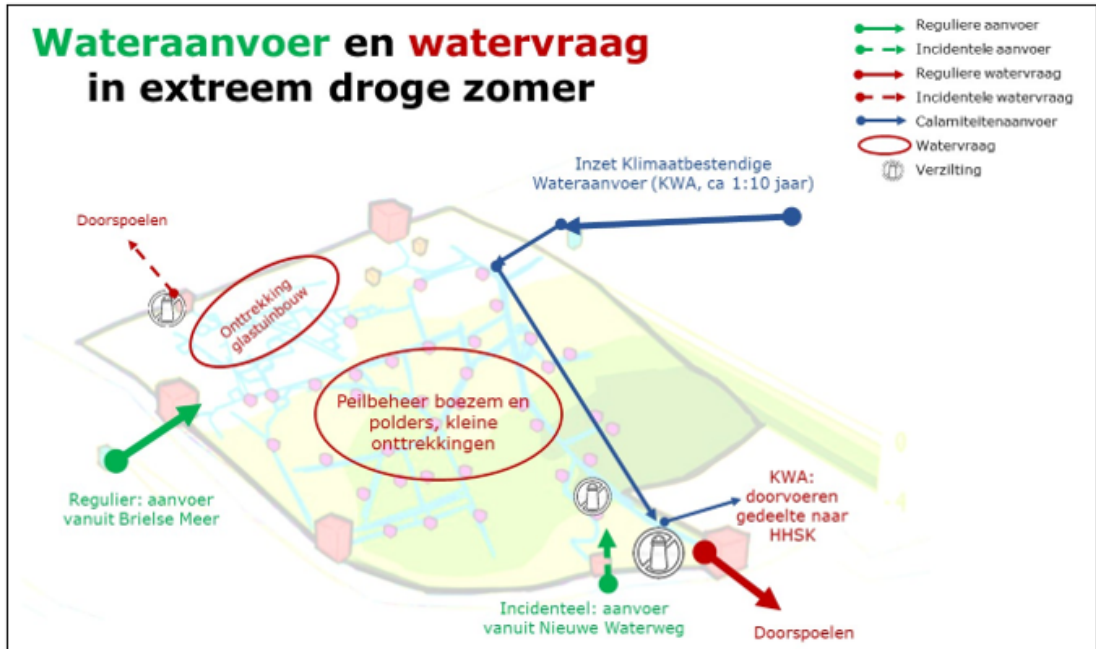 Wateraanvoer en watervraag
in extreem droge zomer
Reguliere aanvoer
Incidentele aanvoer
Reguliere watervraag
Incidentele watervraag
Calamiteitenaanvoer
Watervraag
Verzilting
Inzet Klimaatbestendige
Wateraanvoer (KWA, ca 1:10 jaar)
Doorspoelen
Onttrekking
glastuinbouw
Peilbeheer boezem en
polders, kleine
onttrekkingen
Regulier: aanvoer
vanuit Brielse Meer
KWA:
doorvoeren
gedeelte naar
HHSK
Incidenteel: aanvoer
vanuit Nieuwe Waterweg
Doorspoelen